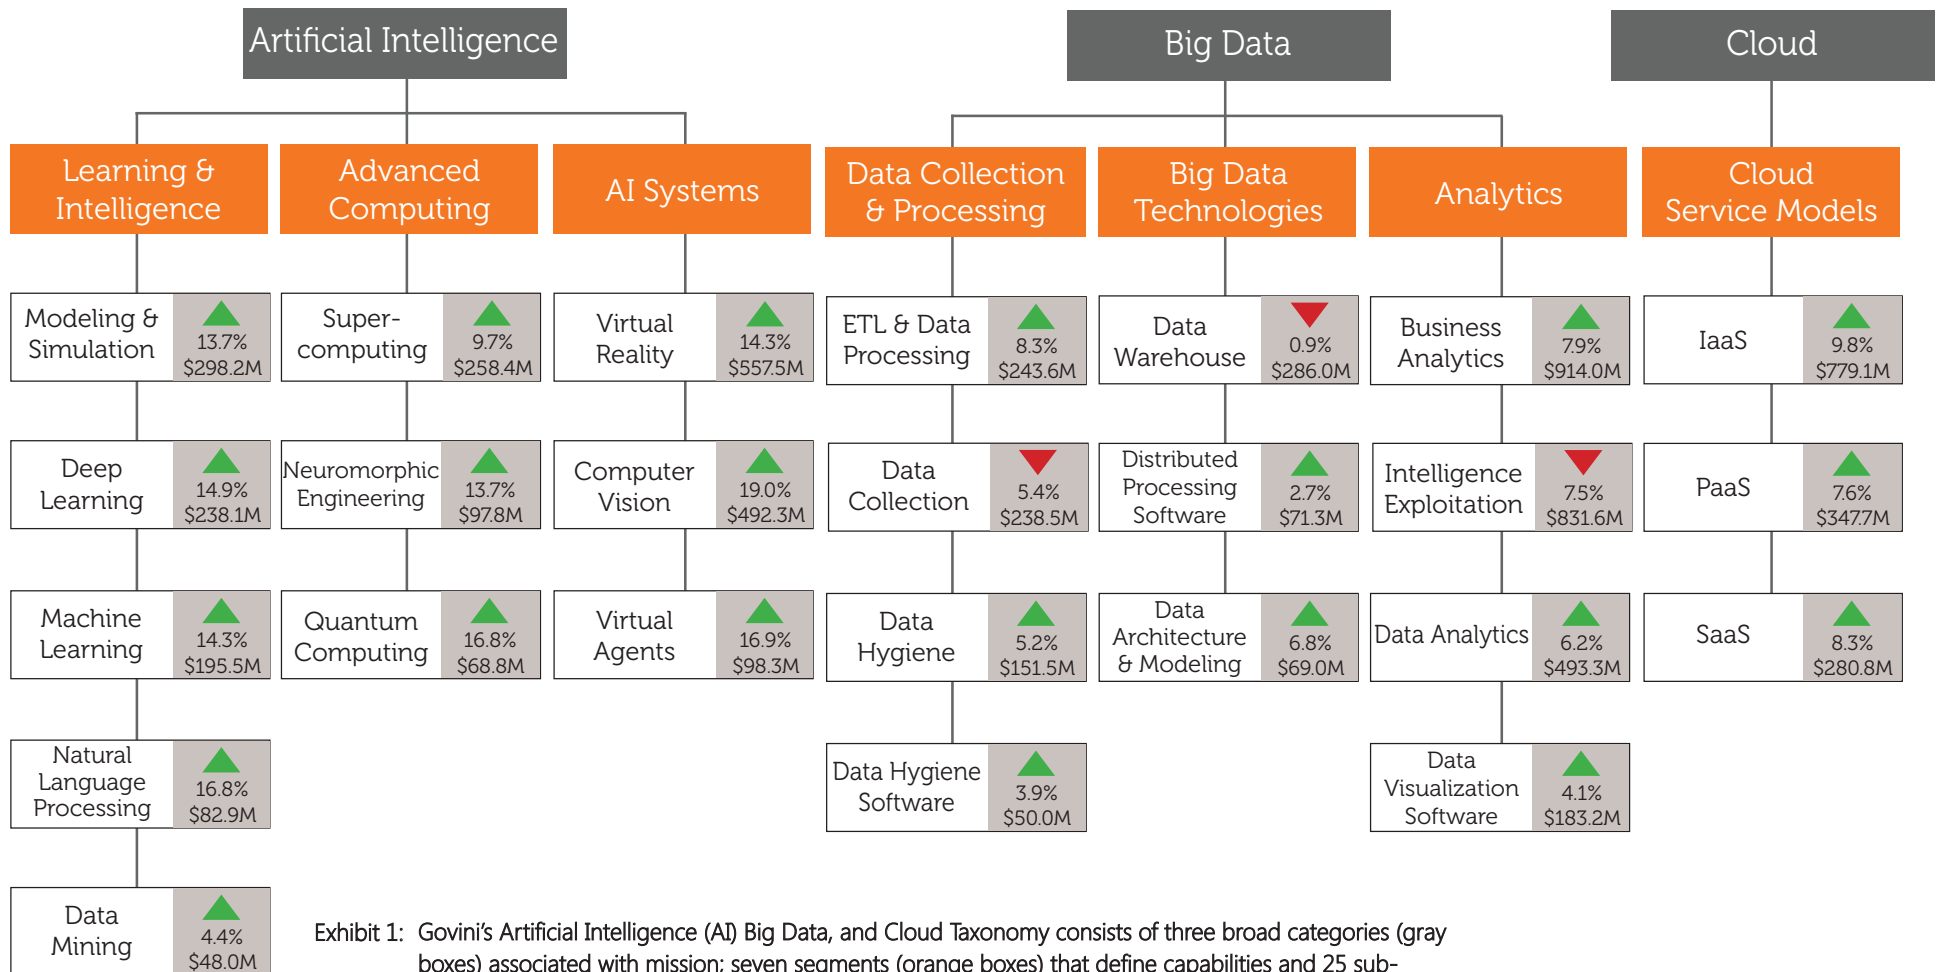 Artificial Intelligence
Big Data
Cloud
Learning &
Intelligence
Advanced
Computing
AI Systems
Data Collection
& Processing
Big Data
Technologies
Analytics
Cloud
Service Models
Modeling &
Simulation
13.7%
$298.2M
Deep
Learning
14.9%
$238.1M
Machine
Learning
14.3%
$195.5M
Natural
Language
Processing
16.8%
$82.9M
Data
Mining
4.4%
$48.0M
Super-
computing
9.7%
$258.4M
Neuromorphic
Engineering
13.7%
$97.8M
Quantum
Computing
16.8%
$68.8M
Virtual
Reality
14.3%
$557.5M
Computer
Vision
19.0%
$492.3M
Virtual
Agents
16.9%
$98.3M
ETL & Data
Processing
8.3%
$243.6M
Data
Collection
5.4%
$238.5M
Data
Hygiene
5.2%
$151.5M
Data Hygiene
Software
3.9%
$50.0M
Data
Warehouse
0.9%
$286.0M
Distributed
Processing
Software
2.7%
$71.3M
Data
Architecture
& Modeling
6.8%
$69.0M
Business
Analytics
7.9%
$914.0M
Intelligence
Exploitation
7.5%
$831.6M
Data Analytics
6.2%
$493.3M
Data
Visualization
Software
4.1%
$183.2M
IaaS
9.8%
$779.1M
PaaS
7.6%
$347.7M
SaaS
8.3%
$280.8M
Exhibit 1: Govini's Artificial Intelligence (AI) Big Data, and Cloud Taxonomy consists of three broad categories (gray
boxes) associated with mission; seven segments (orange boxes) that define capabilities and 25 sub-